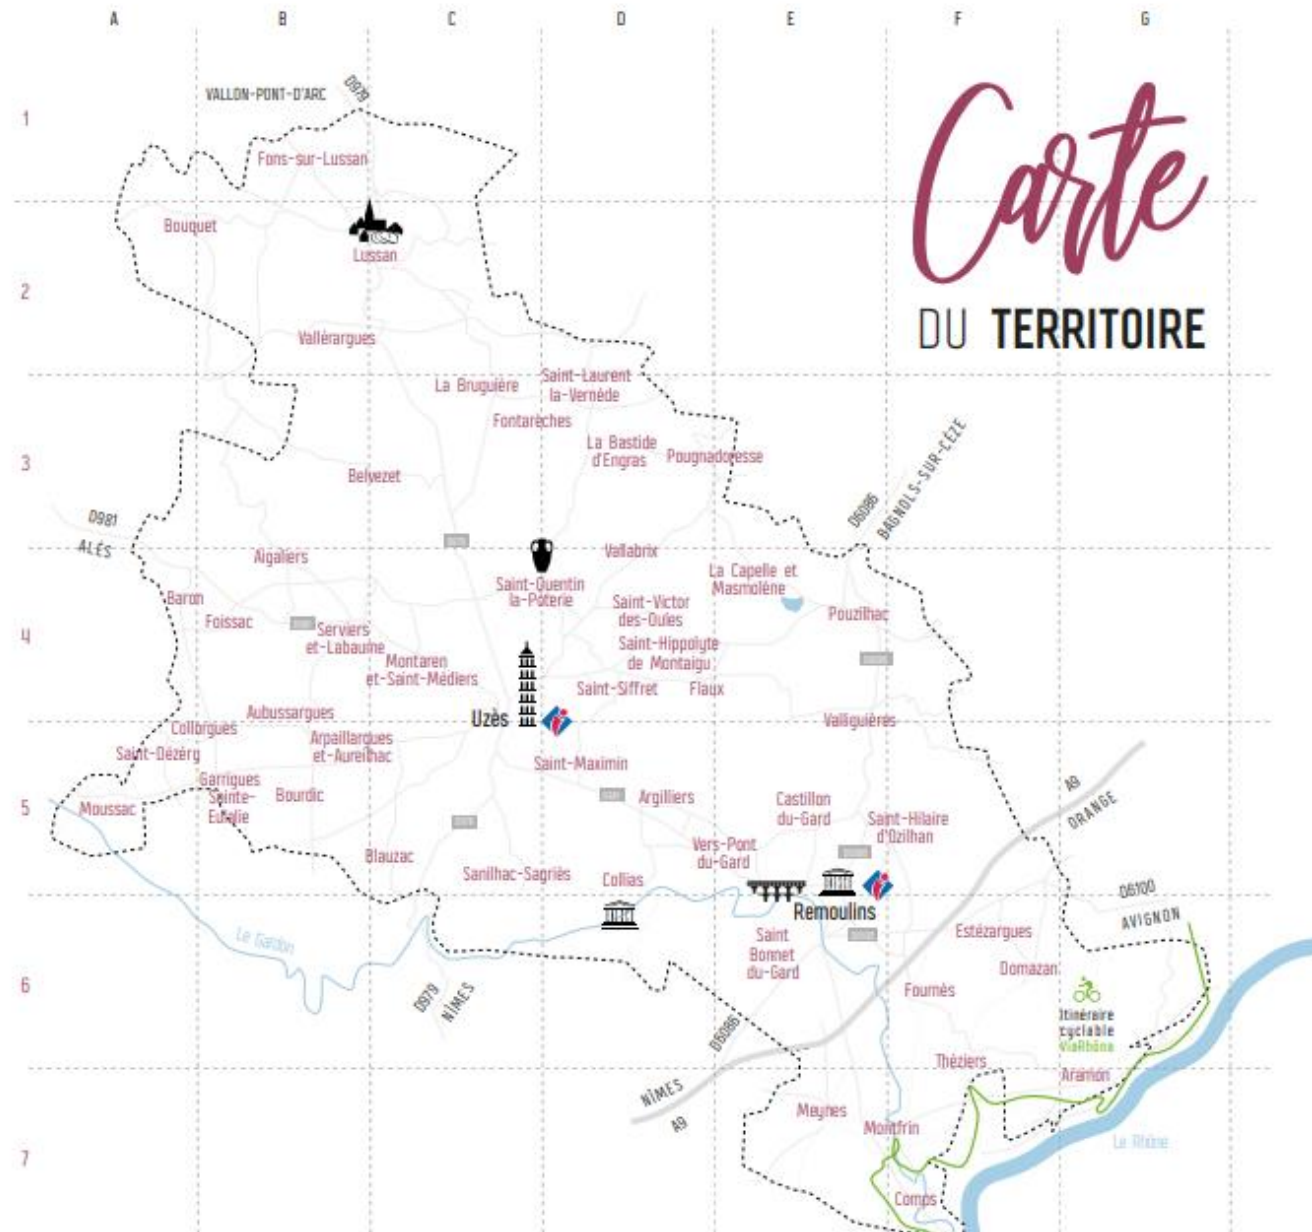 A B C D E F G
1
VALLON-PONT-D'ARC
D979
Carte
DU TERRITOIRE
Fons-sur-Lussan
Bouquet
Lussan
2
Vallérargues
La Bruguière
Saint-Laurent
la-Vernède
Fontarèches
La Bastide
d'Engras
Pougnadoresse
3
Belvezet
D6086
BAGNOLS-SUR-CÈZE
D981
ALÈS
Aigaliers
Vallabrix
La Capelle et
Masmolène
Saint-Quentin
la-Poterie
Baron
Saint-Victor
des-Oules
Pouzilhac
Foissac
4
Serviers
et-Labaume
Saint-Hippolyte
de Montaigu
Montaren
et-Saint-Médiers
Saint-Siffret
Flaux
Aubussargues
Uzès
Valliguières
Collorgues
Arpaillargues
et-Aureilhac
Saint-Dézéry
Saint-Maximin
Garrigues
Sainte-
Eulalie
Bourdic
Argilliers
Castillon
du-Gard
A9
ORANGE
5
Moussac
Saint-Hilaire
d'Ozilhan
Vers-Pont
du-Gard
Blauzac
Sanilhac-Sagriès
Collias
D6100
AVIGNON
Remoulins
Le Gardon
Saint
Bonnet
du-Gard
Estézargues
Domazan
6
Fournès
D979
NÎMES
Itinéraire
cyclable
ViaRhôna
D6086
Théziers
Aramon
NÎMES
A9
Meynes
Montfrin
Le Rhône
7
Comps